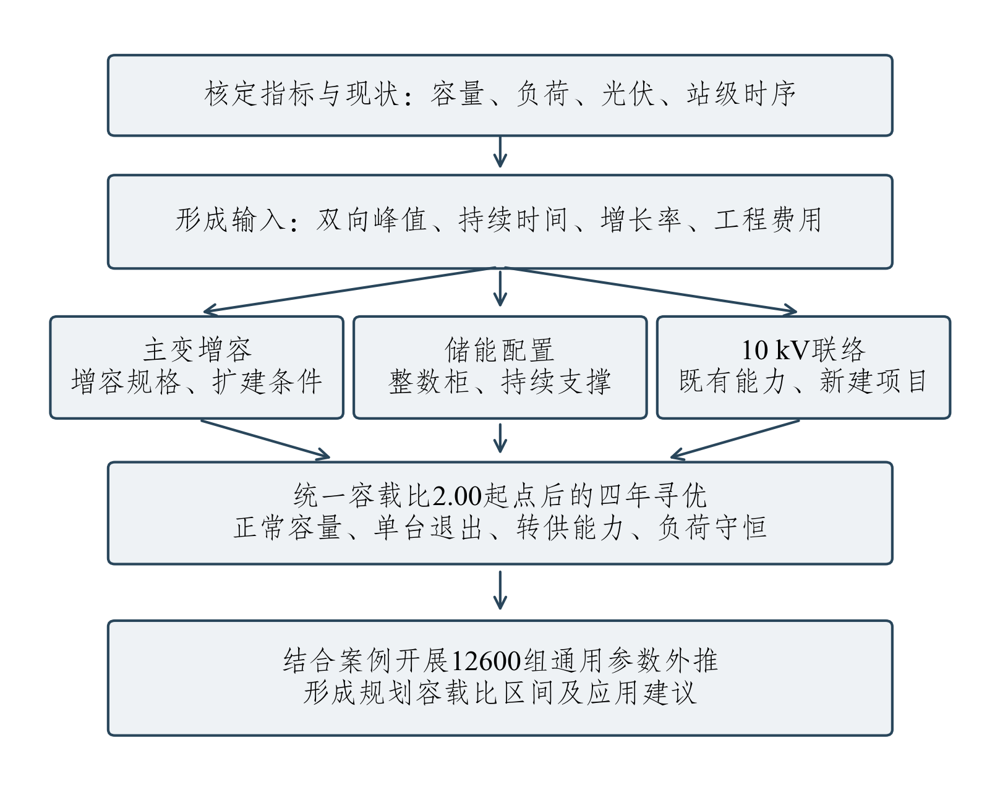 核定指标与现状：容量、负荷、光伏、站级时序
形成输入：双向峰值、持续时间、增长率、工程费用
主变增容
增容规格、扩建条件
储能配置
整数柜、持续支撑
10 kV联络
既有能力、新建项目
统一容载比2.00起点后的四年寻优
正常容量、单台退出、转供能力、负荷守恒
结合案例开展12600组通用参数外推
形成规划容载比区间及应用建议